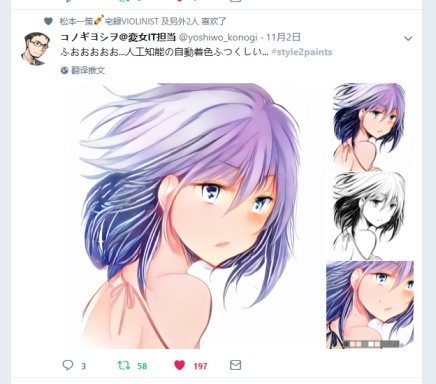 松本一策🎻宅録VIOLINIST 及另外2人 喜欢了
コノギヨシヲ@変女IT担当 @yoshiwo_konogi · 11月2日
ふおおおおお...人工知能の自動着色ふつくしい... #style2paints
翻译推文
3 58 197